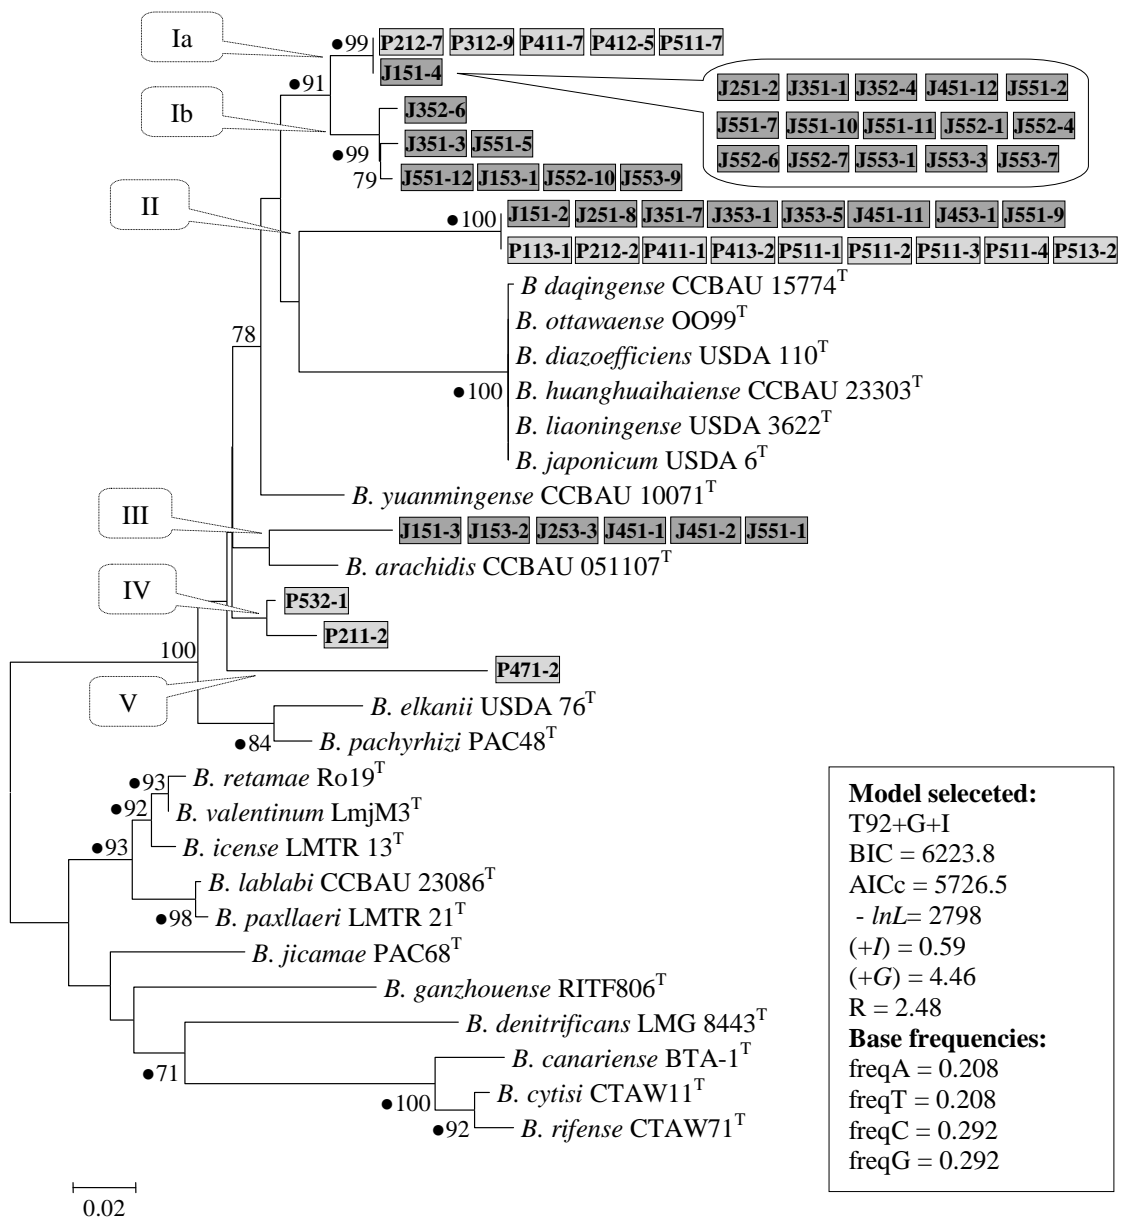 Ia
●99
P212-7 P312-9 P411-7 P412-5 P511-7
J151-4
●91
J251-2 J351-1 J352-4 J451-12 J551-2
J551-7 J551-10 J551-11 J552-1 J552-4
J552-6 J552-7 J553-1 J553-3 J553-7
Ib
J352-6
●99
J351-3 J551-5
79
J551-12 J153-1 J552-10 J553-9
II
●100
J151-2 J251-8 J351-7 J353-1 J353-5 J451-11 J453-1 J551-9
P113-1 P212-2 P411-1 P413-2 P511-1 P511-2 P511-3 P511-4 P513-2
B daqingense CCBAU 15774T
B. ottawaense OO99T
78
B. diazoefficiens USDA 110T
●100
B. huanghuaihaiense CCBAU 23303T
B. liaoningense USDA 3622T
B. japonicum USDA 6T
B. yuanmingense CCBAU 10071T
III
J151-3 J153-2 J253-3 J451-1 J451-2 J551-1
B. arachidis CCBAU 051107T
IV
P532-1
P211-2
100
P471-2
V
B. elkanii USDA 76T
●84
B. pachyrhizi PAC48T
●93
B. retamae Ro19T
●92
B. valentinum LmjM3T
●93
B. icense LMTR 13T
B. lablabi CCBAU 23086T
●98
B. paxllaeri LMTR 21T
B. jicamae PAC68T
B. ganzhouense RITF806T
B. denitrificans LMG 8443T
●71
B. canariense BTA-1T
●100
B. cytisi CTAW11T
●92
B. rifense CTAW71T
0.02
Model seleceted:
T92+G+I
BIC = 6223.8
AICc = 5726.5
- lnL= 2798
(+I) = 0.59
(+G) = 4.46
R = 2.48
Base frequencies:
freqA = 0.208
freqT = 0.208
freqC = 0.292
freqG = 0.292